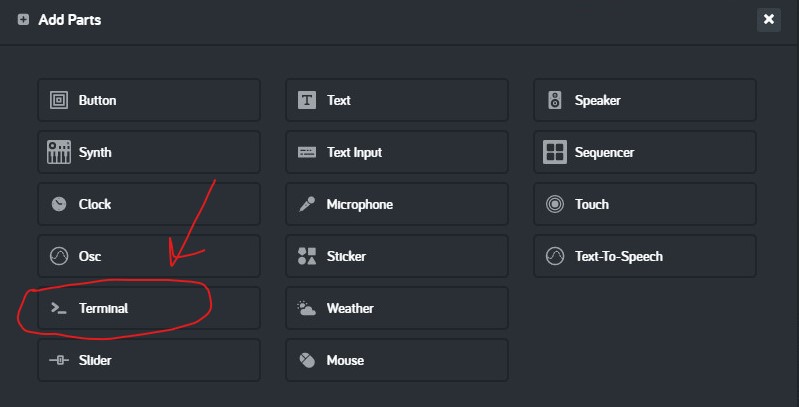 Add Parts
Button
Text
Speaker
Synth
Text Input
Sequencer
Clock
Microphone
Touch
Osc
Sticker
Text-To-Speech
Terminal
Weather
Slider
Mouse